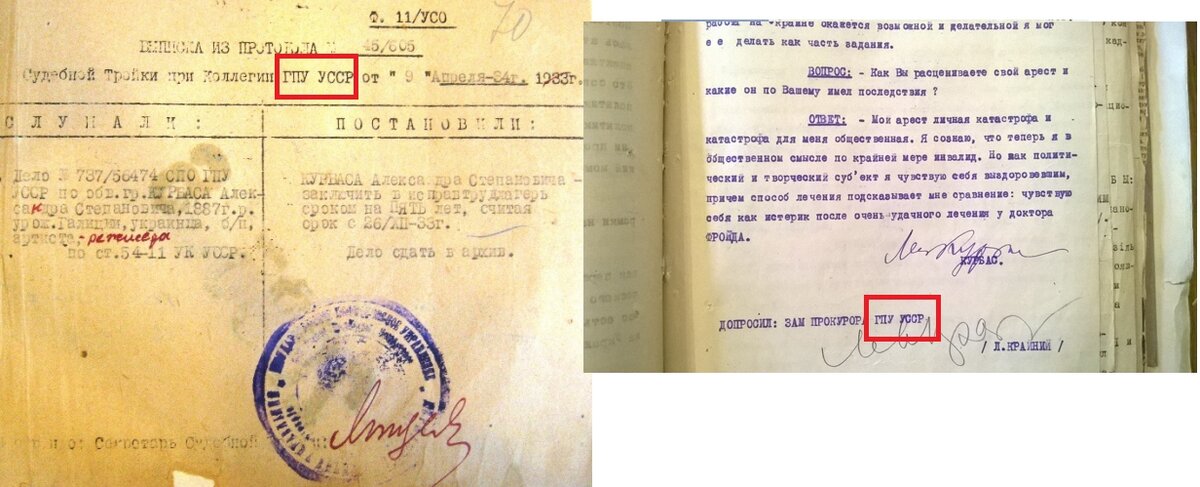 Ф. 11/УСО
70
ВЫПИСКА ИЗ ПРОТОКОЛА № 45/605
Судебной Тройки при Коллегии ГПУ УССР от " 9 " Апреля-34г. 1933г.
С Л У Ш А Л И :
П О С Т А Н О В И Л И :
Дело № 737/56474 СПО ГПУ
УССР по обв.гр.КУРБАСА Алек-
сандра Степановича,1887г.р.
урож.Галиции,украинца, б/п,
артиста,- режисера
по ст.54-11 УК УССР.
КУРБАСА Александра Степановича -
заключить в исправтрудлагерь
сроком на ПЯТЬ лет, считая
срок с 26/ХП-33г.
Дело сдать в архив.
Секретарь Судебной
работы на Украине окажется возможной и делательной я мог
ее делать как часть задания.
ВОПРОС: - Как Вы расцениваете свой арест и
какие он по Вашему имел последствия ?
ОТВЕТ: - Мой арест личная катастрофа и
катастрофа для меня общественная. Я сознаю, что теперь я в
общественном смысле по крайней мере инвалид. Но как полити-
ческий и творческий суб'ект я чувствую себя выздоровевшим,
причем способ лечения подсказывает мне сравнение: чувствую
себя как истерик после очень удачного лечения у доктора
ФРОЙДА.
КУРБАС.
ДОПРОСИЛ: ЗАМ ПРОКУРОРА ГПУ УССР
/ Л.КРАЙНИЙ /